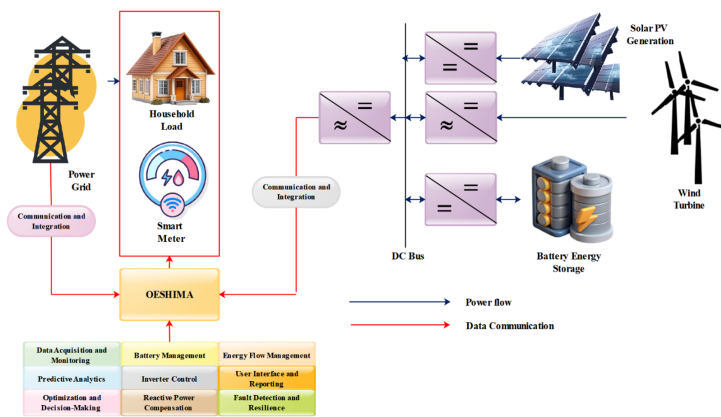 Power
Grid
Household
Load
Smart
Meter
Communication and
Integration
Communication and
Integration
OESHIMA
Solar PV
Generation
Wind
Turbine
Battery Energy
Storage
DC Bus
Power flow
Data Communication
Data Acquisition and
Monitoring
Battery Management
Energy Flow Management
Predictive Analytics
Inverter Control
User Interface and
Reporting
Optimization and
Decision-Making
Reactive Power
Compensation
Fault Detection and
Resilience